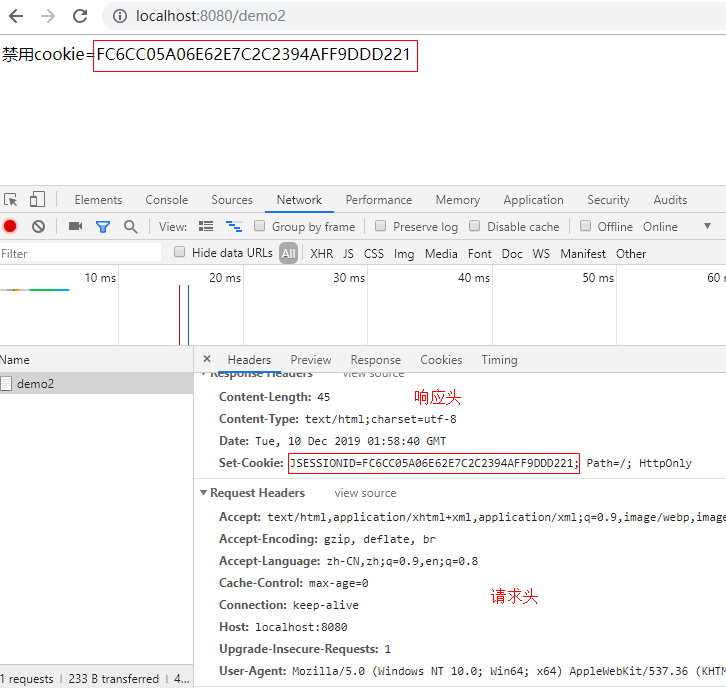 localhost:8080/demo2
禁用cookie=FC6CC05A06E62E7C2C2394AFF9DDD221
Elements Console Sources Network Performance Memory Application Security Audits
View: Group by frame Preserve log Disable cache Offline Online
Filter Hide data URLs All XHR JS CSS Img Media Font Doc WS Manifest Other
10 ms 20 ms 30 ms 40 ms 50 ms 60
Name × Headers Preview Response Cookies Timing
demo2
Response Headers view source
Content-Length: 45
响应头
Content-Type: text/html;charset=utf-8
Date: Tue, 10 Dec 2019 01:58:40 GMT
Set-Cookie: JSESSIONID=FC6CC05A06E62E7C2C2394AFF9DDD221; Path=/; HttpOnly
Request Headers view source
Accept: text/html,application/xhtml+xml,application/xml;q=0.9,image/webp,image
Accept-Encoding: gzip, deflate, br
Accept-Language: zh-CN,zh;q=0.9,en;q=0.8
Cache-Control: max-age=0
Connection: keep-alive
请求头
Host: localhost:8080
Upgrade-Insecure-Requests: 1
User-Agent: Mozilla/5.0 (Windows NT 10.0; Win64; x64) AppleWebKit/537.36 (KHTM
1 requests 233 B transferred 4...